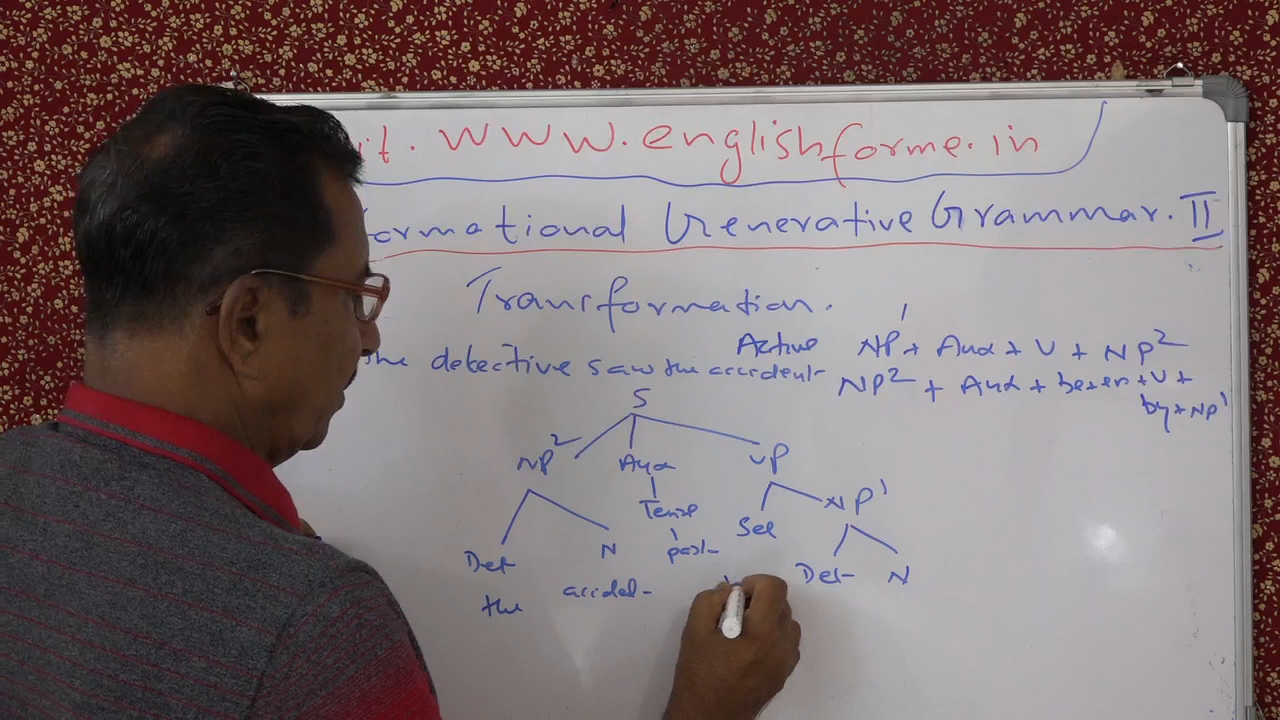 it. www.englishforme.in
ormational Generative Grammar. II
Transformation.
Active NP1 + Aux + V + NP2
the detective saw the accident
NP2 + Aux + be+en + V +
by + NP1
S
NP2 Aux VP
Tense See NP1
past
Det N Det N
the accident